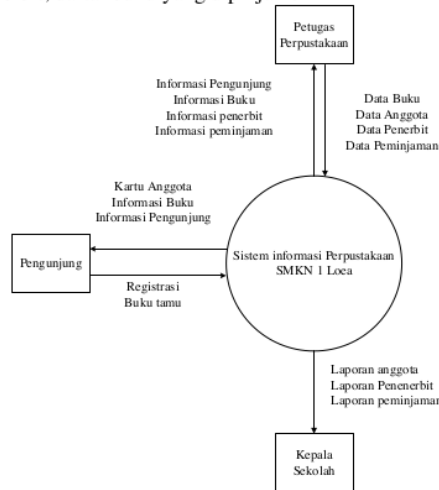 Petugas
Perpustakaan
Informasi Pengunjung
Informasi Buku
Informasi penerbit
Informasi peminjaman
Data Buku
Data Anggota
Data Penerbit
Data Peminjaman
Kartu Anggota
Informasi Buku
Informasi Pengunjung
Pengunjung
Registrasi
Buku tamu
Sistem informasi Perpustakaan
SMKN 1 Loea
Laporan anggota
Laporan Penenerbit
Laporan peminjaman
Kepala
Sekolah